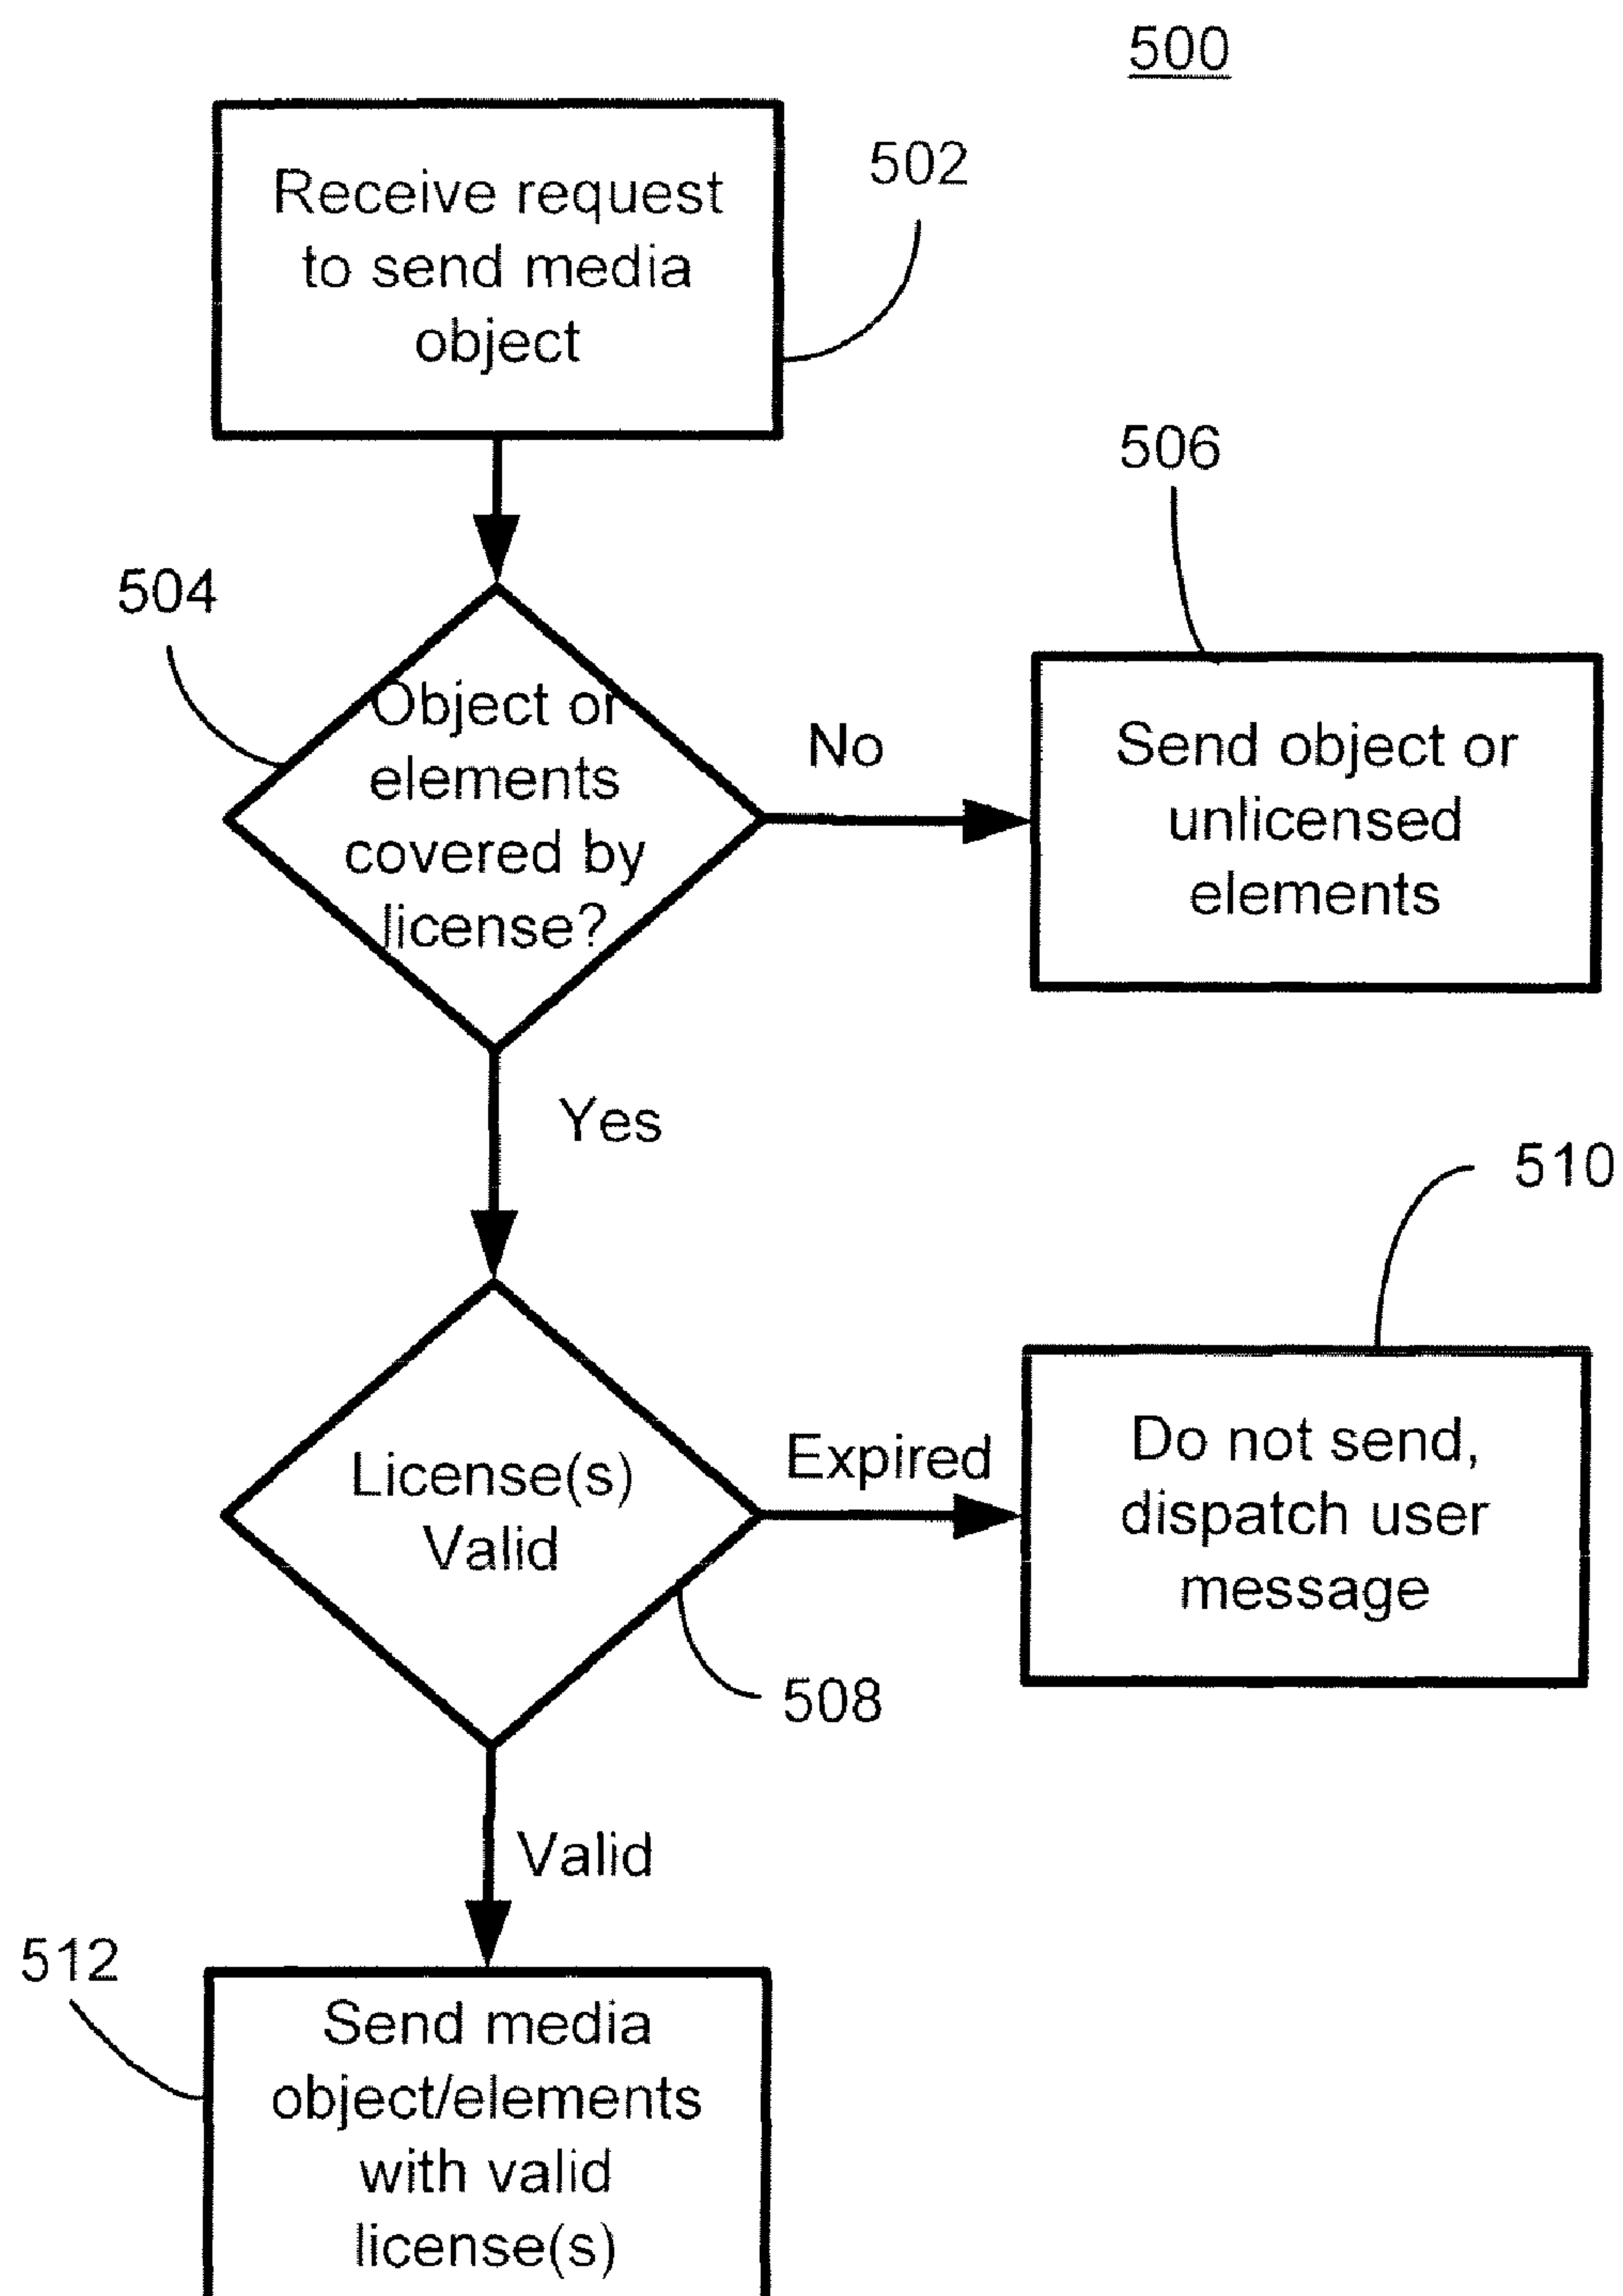 500
Receive request
to send media
object
502
504
Object or
elements
covered by
license?
No
506
Send object or
unlicensed
elements
Yes
License(s)
Valid
508
Expired
510
Do not send,
dispatch user
message
Valid
512
Send media
object/elements
with valid
license(s)